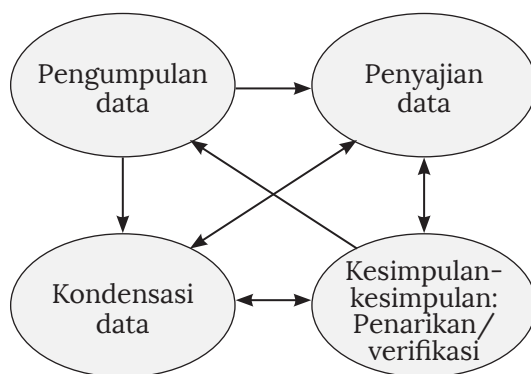 Pengumpulan
data
Penyajian
data
Kondensasi
data
Kesimpulan-
kesimpulan:
Penarikan/
verifikasi